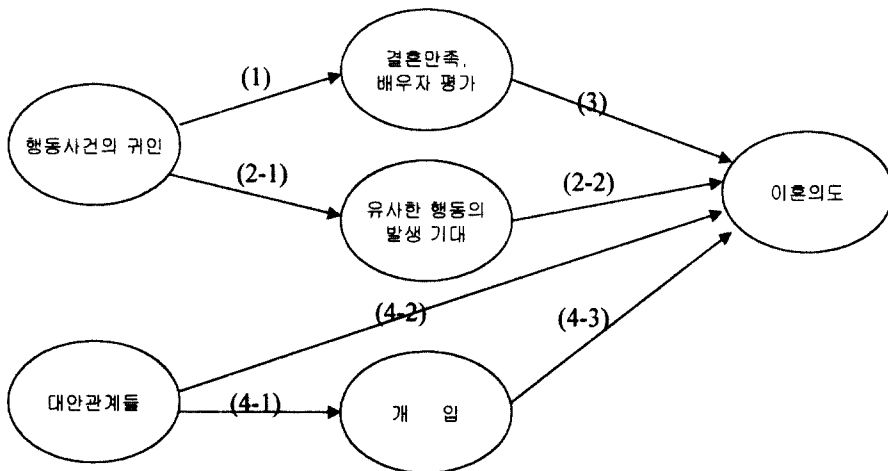 결혼만족,
배우자 평가
(1)
(3)
행동사건의 귀인
(2-1)
(2-2)
이혼의도
유사한 행동의
발생 기대
(4-2)
(4-3)
대안관계들
(4-1)
개 입